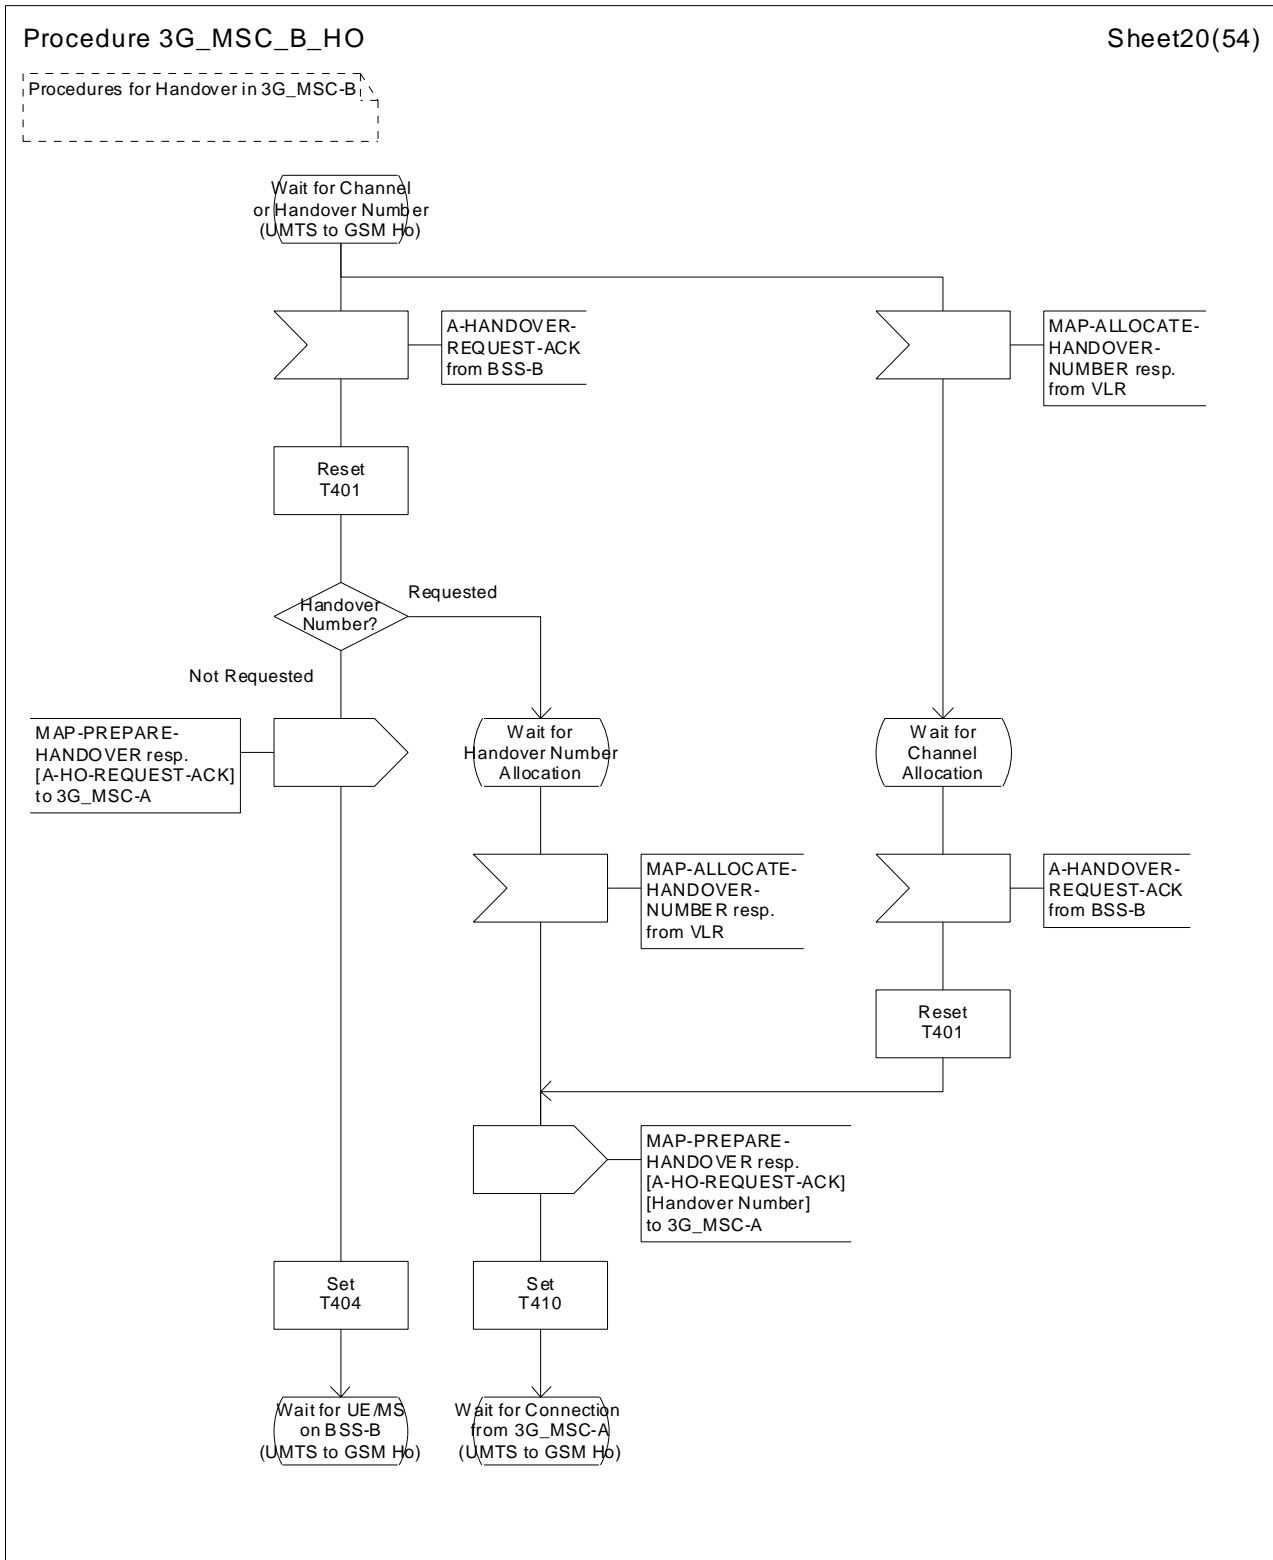 Procedure 3G_MSC_B_HO
Sheet20(54)
Procedures for Handover in 3G_MSC-B
Wait for Channel
or Handover Number
(UMTS to GSM Ho)
A-HANDOVER-
REQUEST-ACK
from BSS-B
MAP-ALLOCATE-
HANDOVER-
NUMBER resp.
from VLR
Reset
T401
Handover
Number?
Requested
Not Requested
MAP-PREPARE-
HANDOVER resp.
[A-HO-REQUEST-ACK]
to 3G_MSC-A
Wait for
Handover Number
Allocation
Wait for
Channel
Allocation
MAP-ALLOCATE-
HANDOVER-
NUMBER resp.
from VLR
A-HANDOVER-
REQUEST-ACK
from BSS-B
Reset
T401
MAP-PREPARE-
HANDOVER resp.
[A-HO-REQUEST-ACK]
[Handover Number]
to 3G_MSC-A
Set
T404
Set
T410
Wait for UE/MS
on BSS-B
(UMTS to GSM Ho)
Wait for Connection
from 3G_MSC-A
(UMTS to GSM Ho)